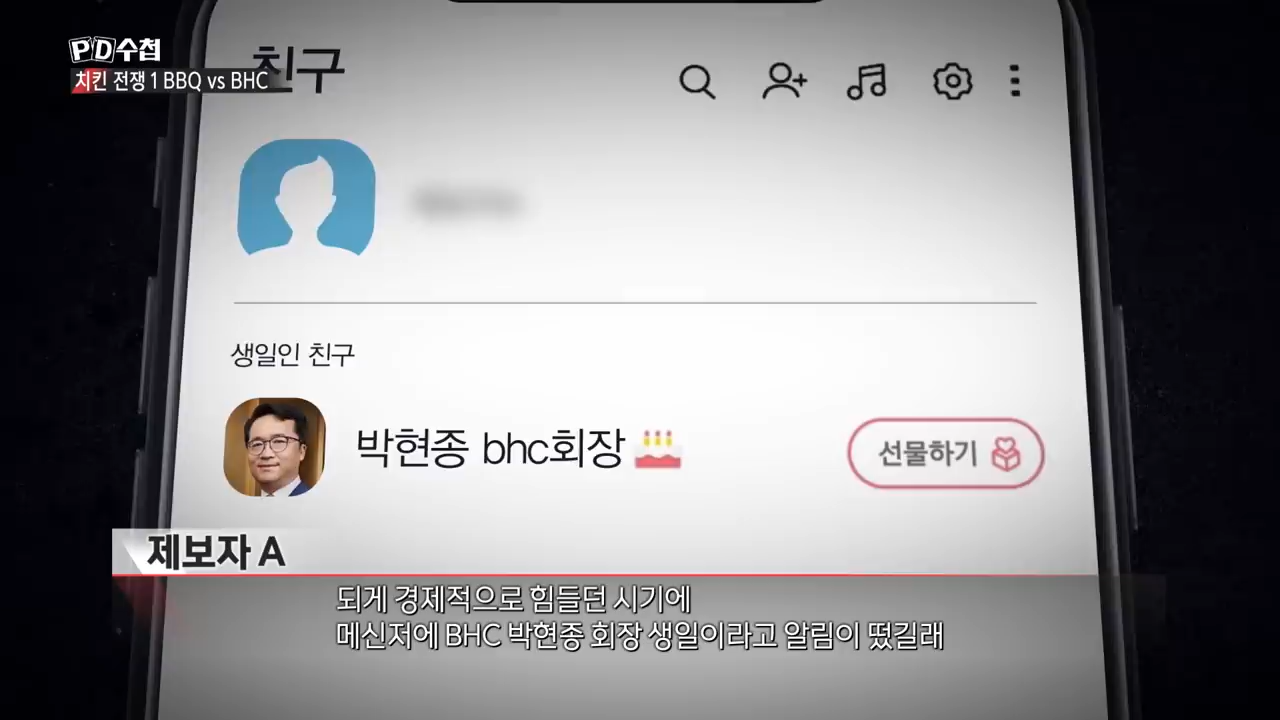 PD수첩
치킨 전쟁 1 BBQ vs BHC
친구
생일인 친구
박현종 bhc회장
선물하기
제보자 A
되게 경제적으로 힘들던 시기에
메신저에 BHC 박현종 회장 생일이라고 알림이 떴길래